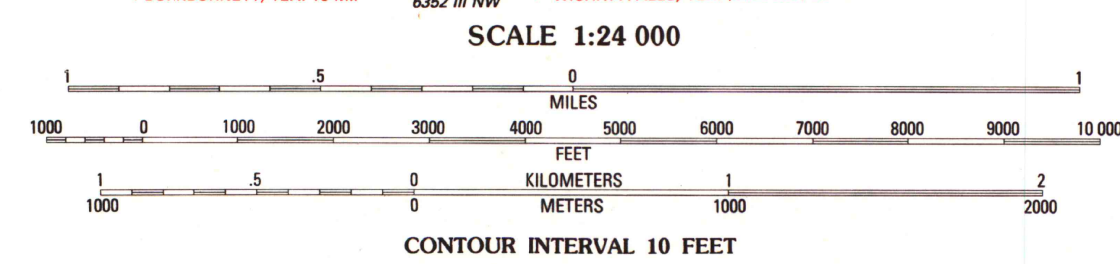 6352 III NW
SCALE 1:24 000
1 .5 0 1
MILES
1000 0 1000 2000 3000 4000 5000 6000 7000 8000 9000 10 000
FEET
1 .5 0 KILOMETERS 1 2
1000 0 METERS 1000 2000
CONTOUR INTERVAL 10 FEET